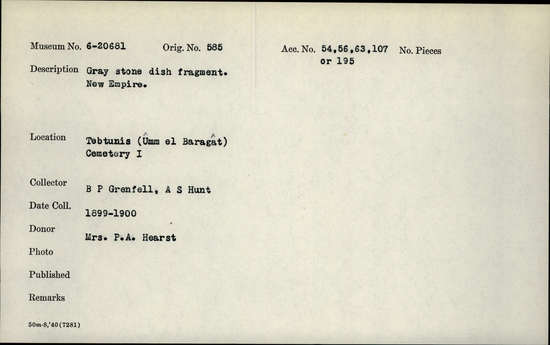 Museum No. 6-20681 Orig. No. 585 Acc. No. 54,56,63,107 No. Pieces
or 195
Description Gray stone dish fragment.
New Empire.
Location Tebtunis (Ûmm el Baragât)
Cemetery I
Collector B P Grenfell, A S Hunt
Date Coll. 1899-1900
Donor Mrs. P.A. Hearst
Photo
Published
Remarks
50m-8,'40(7281)